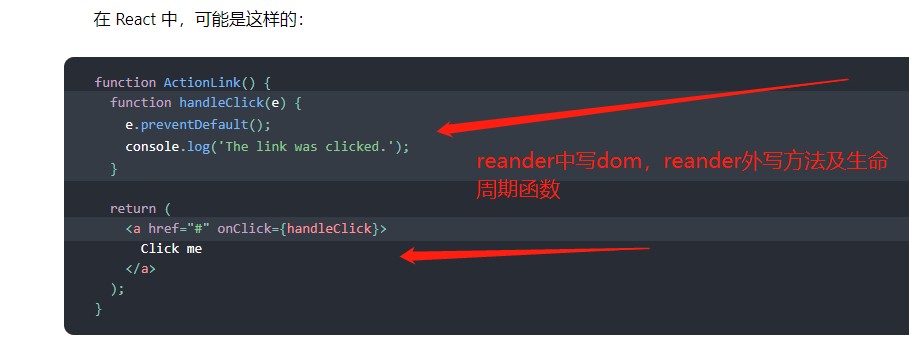 在 React 中，可能是这样的：
function ActionLink() {
function handleClick(e) {
e.preventDefault();
console.log('The link was clicked.');
}
reander中写dom，reander外写方法及生命
周期函数
return (
<a href="#" onClick={handleClick}>
Click me
</a>
);
}